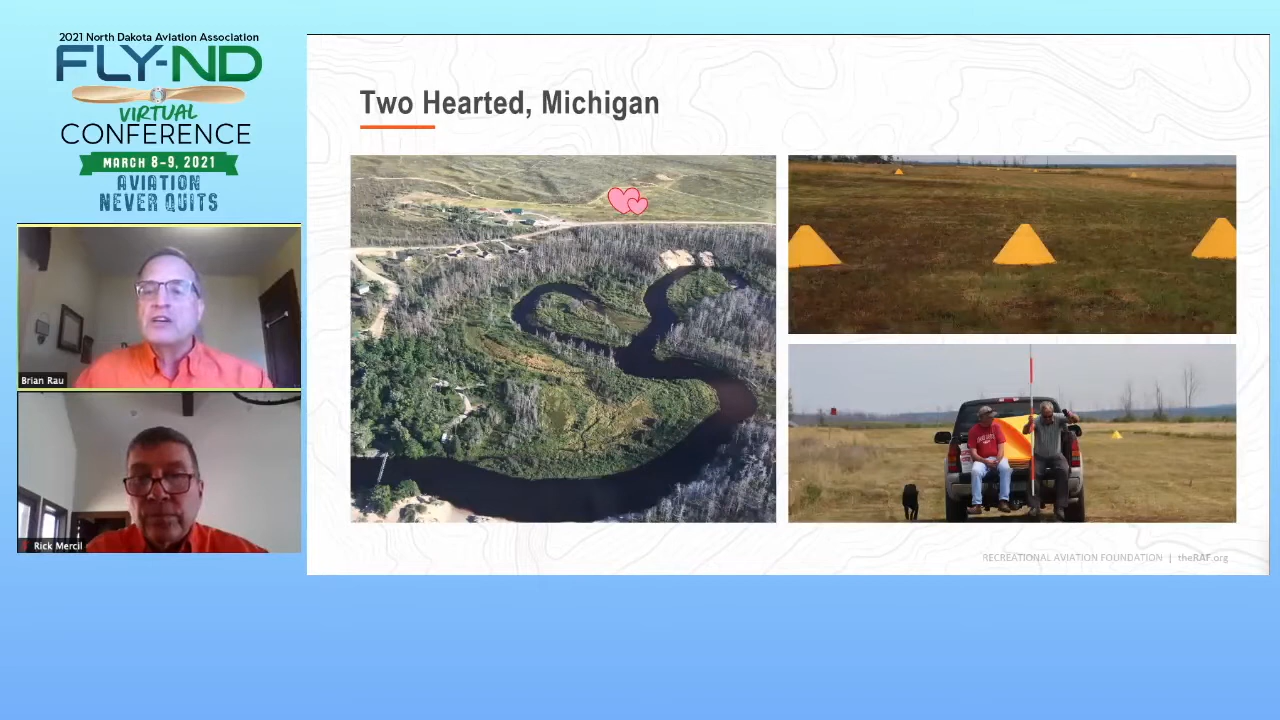 2021 North Dakota Aviation Association
FLY-ND
VIRTUAL
CONFERENCE
MARCH 8-9, 2021
AVIATION
NEVER QUITS
Brian Rau
Rick Mercil
Two Hearted, Michigan
RECREATIONAL AVIATION FOUNDATION | theRAF.org